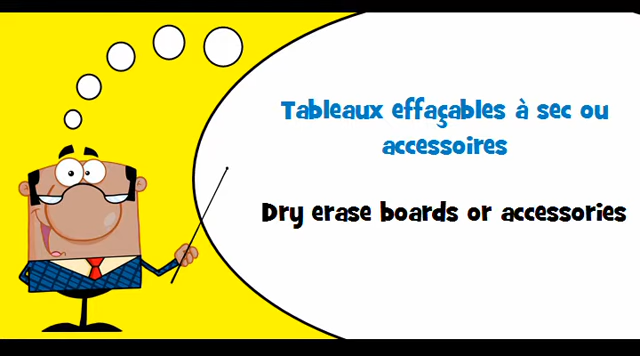 Tableaux effaçables à sec ou
accessoires
Dry erase boards or accessories